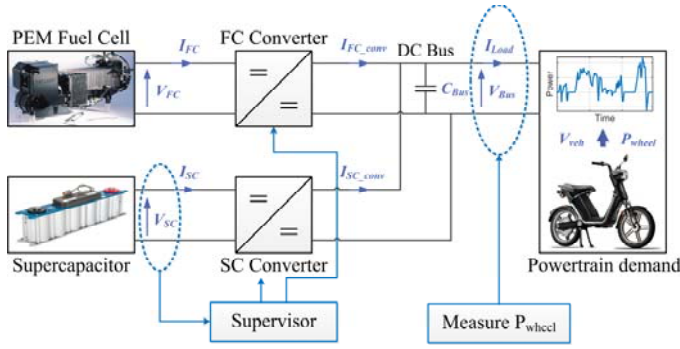 PEM Fuel Cell
FC Converter
I_FC
I_FC_conv
DC Bus
I_Load
V_FC
=
=
C_Bus
V_Bus
Power
Time
V_veh P_wheel
I_SC
I_SC_conv
V_SC
=
=
Supercapacitor
SC Converter
Powertrain demand
Supervisor
Measure P_wheel